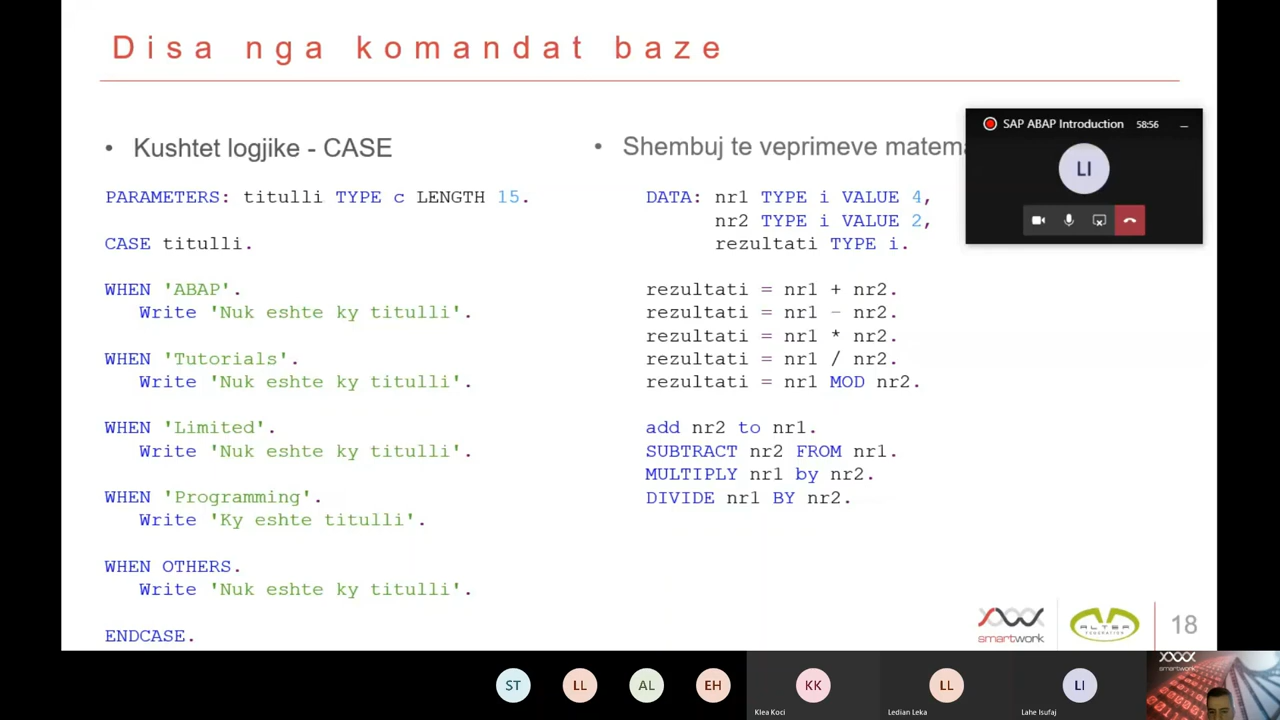 Disa nga komandat baze
• Kushtet logjike - CASE
PARAMETERS: titulli TYPE c LENGTH 15.
CASE titulli.
WHEN 'ABAP'.
Write 'Nuk eshte ky titulli'.
WHEN 'Tutorials'.
Write 'Nuk eshte ky titulli'.
WHEN 'Limited'.
Write 'Nuk eshte ky titulli'.
WHEN 'Programming'.
Write 'Ky eshte titulli'.
WHEN OTHERS.
Write 'Nuk eshte ky titulli'.
ENDCASE.
• Shembuj te veprimeve matema
DATA: nr1 TYPE i VALUE 4,
nr2 TYPE i VALUE 2,
rezultati TYPE i.
rezultati = nr1 + nr2.
rezultati = nr1 - nr2.
rezultati = nr1 * nr2.
rezultati = nr1 / nr2.
rezultati = nr1 MOD nr2.
add nr2 to nr1.
SUBTRACT nr2 FROM nr1.
MULTIPLY nr1 by nr2.
DIVIDE nr1 BY nr2.
SAP ABAP Introduction 58:56
LI
smartwork
ALTER
FEDERATION
18
ST LL AL EH KK LL LI
Klea Koci
Ledian Leka
Lahe Isufaj
smartwork